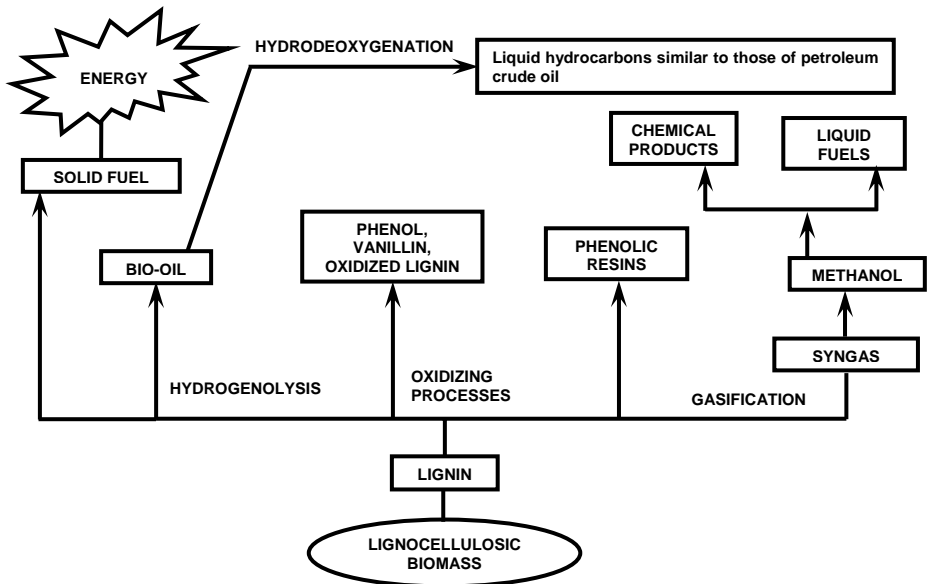 HYDRODEOXYGENATION
Liquid hydrocarbons similar to those of petroleum
crude oil
ENERGY
CHEMICAL
PRODUCTS
LIQUID
FUELS
SOLID FUEL
PHENOL,
VANILLIN,
OXIDIZED LIGNIN
PHENOLIC
RESINS
BIO-OIL
METHANOL
SYNGAS
HYDROGENOLYSIS
OXIDIZING
PROCESSES
GASIFICATION
LIGNIN
LIGNOCELLULOSIC
BIOMASS